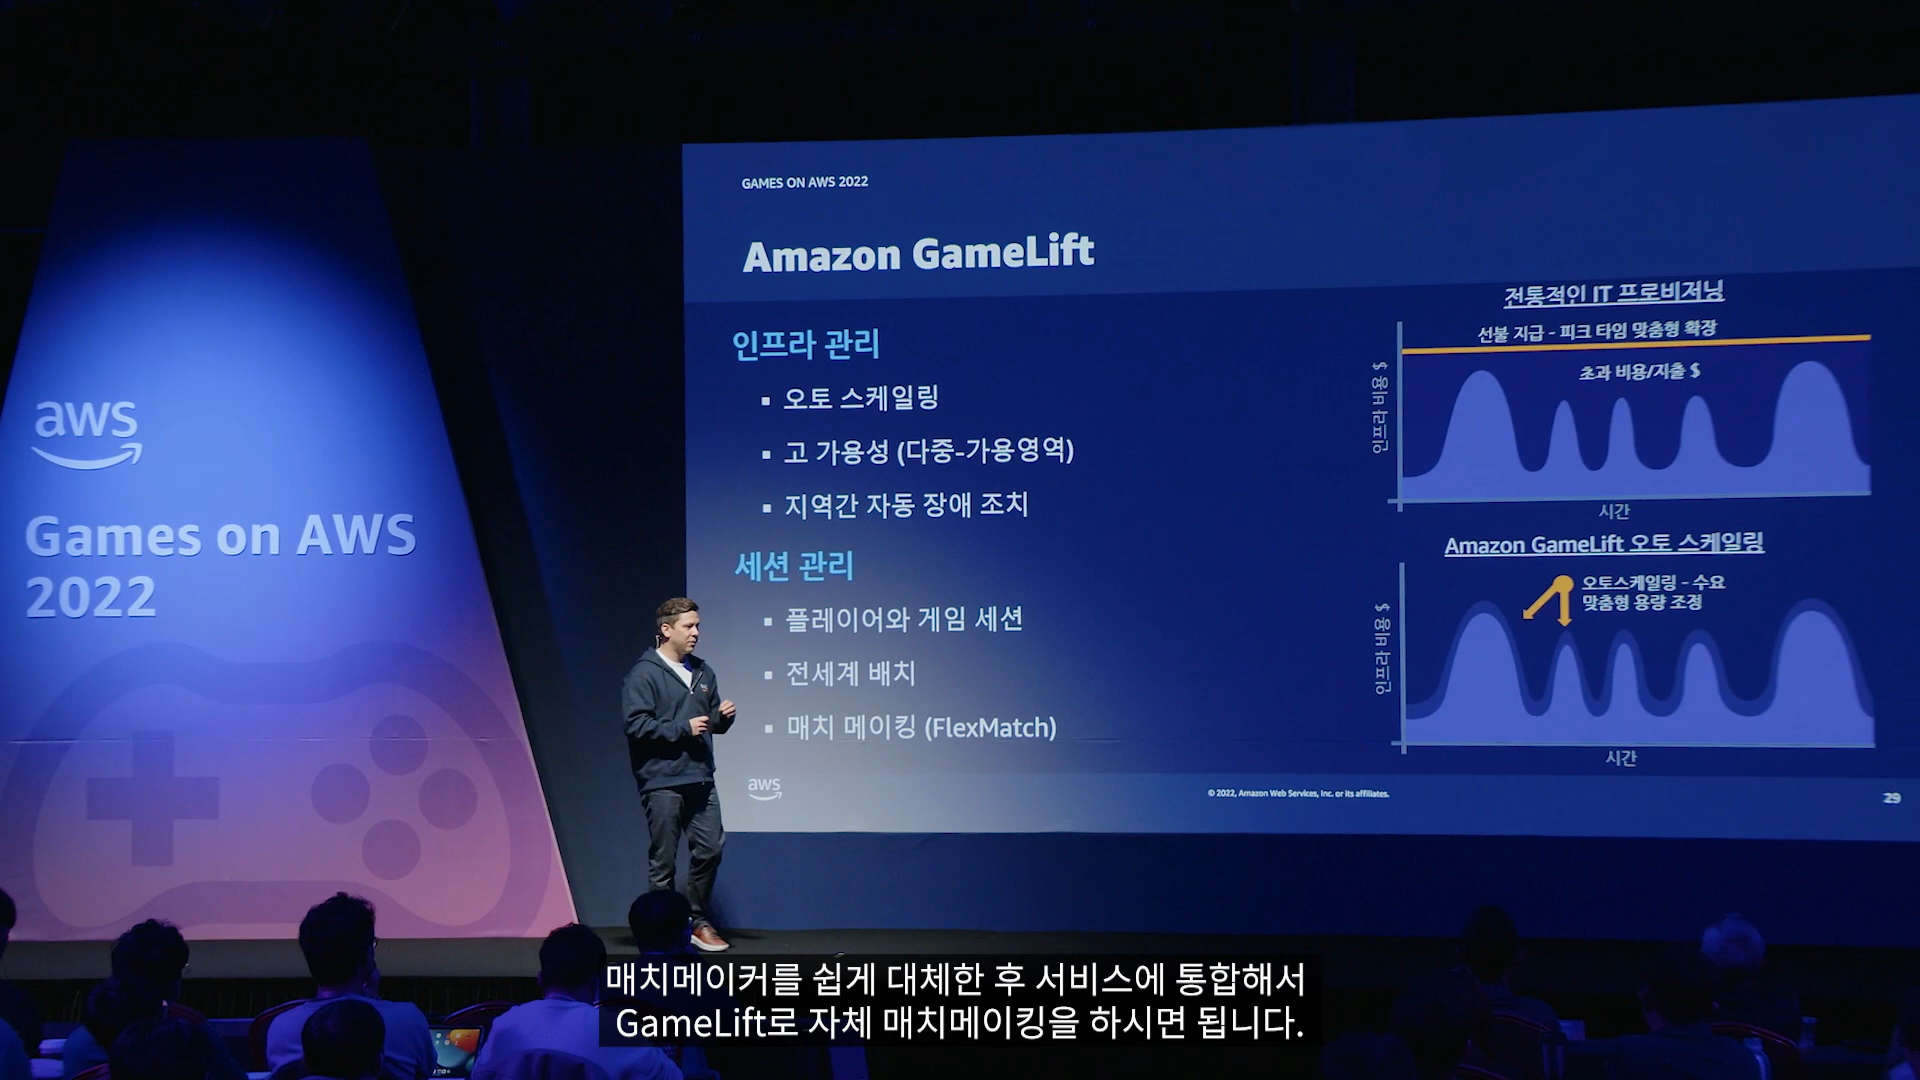 aws
Games on AWS
2022
GAMES ON AWS 2022
Amazon GameLift
인프라 관리
▪ 오토 스케일링
▪ 고 가용성 (다중-가용영역)
▪ 지역간 자동 장애 조치
세션 관리
▪ 플레이어와 게임 세션
▪ 전세계 배치
▪ 매치 메이킹 (FlexMatch)
전통적인 IT 프로비저닝
선불 지급 - 피크 타임 맞춤형 확장
초과 비용/지출 $
인프라 비용 $
시간
Amazon GameLift 오토 스케일링
오토스케일링 - 수요
맞춤형 용량 조정
인프라 비용 $
시간
aws
© 2022, Amazon Web Services, Inc. or its affiliates.
29
매치메이커를 쉽게 대체한 후 서비스에 통합해서
GameLift로 자체 매치메이킹을 하시면 됩니다.